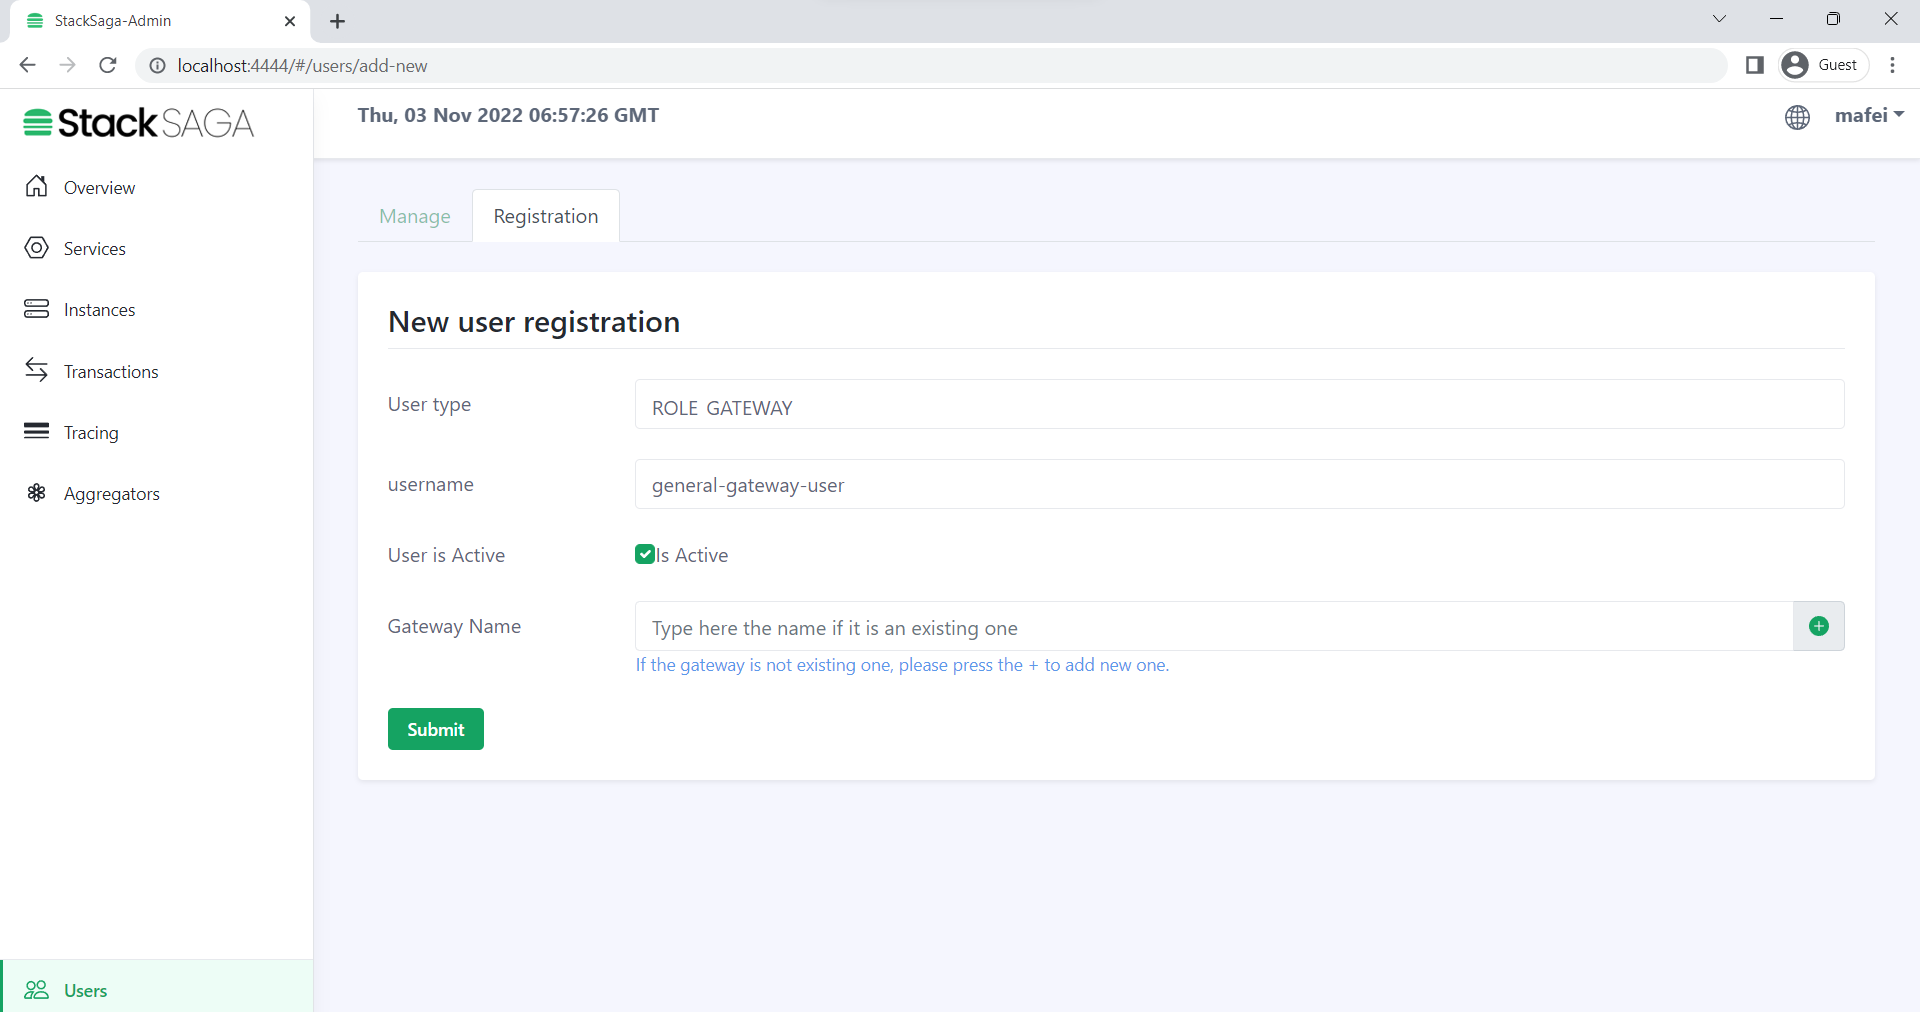 StackSaga-Admin
localhost:4444/#/users/add-new
Guest
StackSAGA
Thu, 03 Nov 2022 06:57:26 GMT
mafei
Overview
Services
Instances
Transactions
Tracing
Aggregators
Users
Manage
Registration
New user registration
User type
ROLE GATEWAY
username
general-gateway-user
User is Active
Is Active
Gateway Name
Type here the name if it is an existing one
If the gateway is not existing one, please press the + to add new one.
Submit